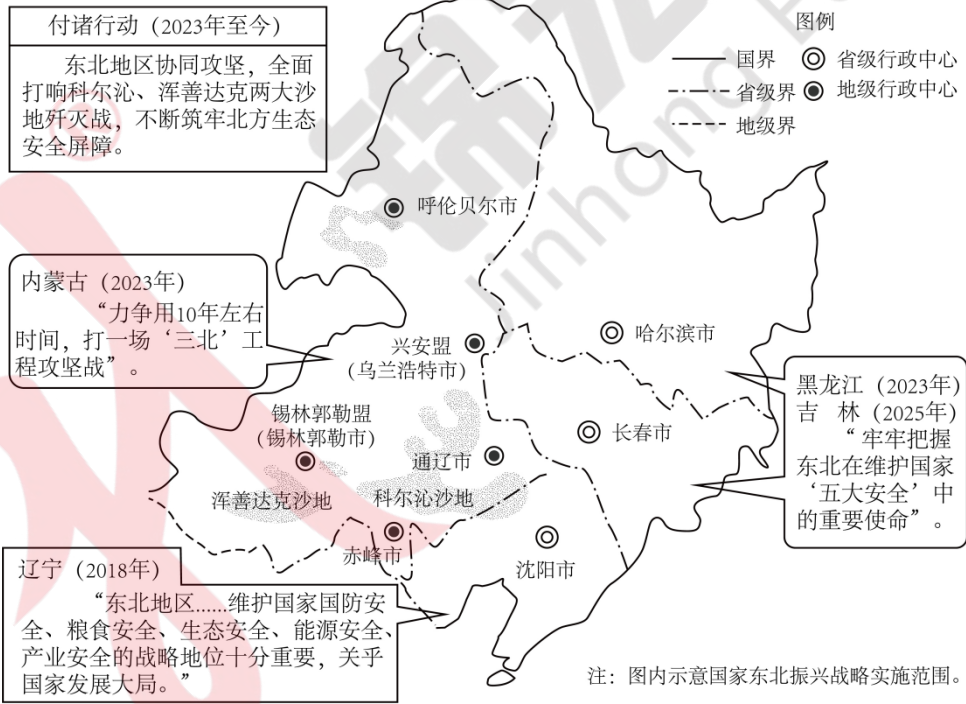 付诸行动（2023年至今）
东北地区协同攻坚，全面
打响科尔沁、浑善达克两大沙
地歼灭战，不断筑牢北方生态
安全屏障。
图例
国界
省级行政中心
省级界
地级行政中心
地级界
呼伦贝尔市
内蒙古（2023年）
“力争用10年左右
时间，打一场‘三北’工
程攻坚战”。
兴安盟
（乌兰浩特市）
哈尔滨市
锡林郭勒盟
（锡林郭勒市）
通辽市
长春市
黑龙江（2023年）
吉 林（2025年）
“牢牢把握
东北在维护国家
‘五大安全’中
的重要使命”。
浑善达克沙地
科尔沁沙地
赤峰市
沈阳市
辽宁（2018年）
“东北地区......维护国家国防安
全、粮食安全、生态安全、能源安全、
产业安全的战略地位十分重要，关乎
国家发展大局。”
注：图内示意国家东北振兴战略实施范围。
Jinhong